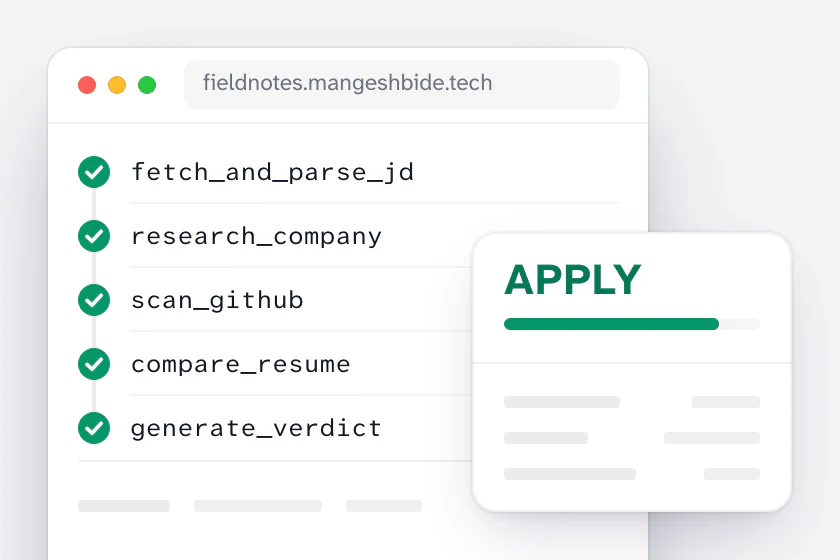 fieldnotes.mangeshbide.tech
fetch_and_parse_jd
research_company
scan_github
compare_resume
generate_verdict
APPLY